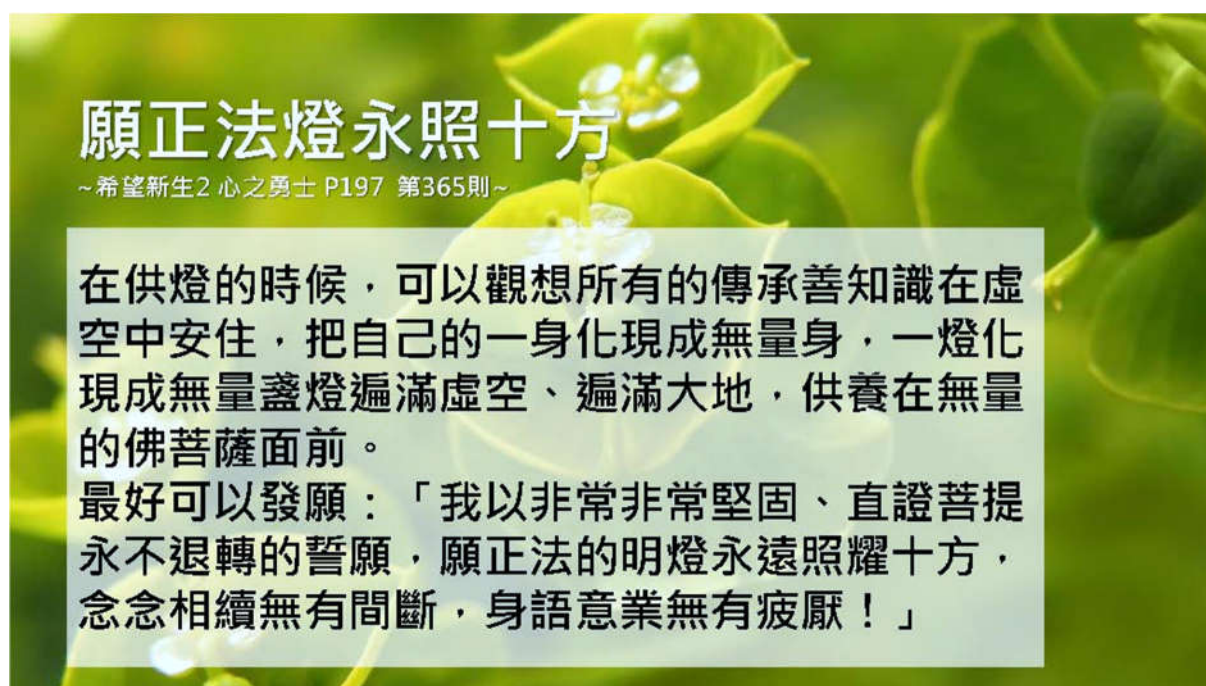 願正法燈永照十方
~希望新生2 心之勇士 P197 第365則~
在供燈的時候，可以觀想所有的傳承善知識在虛
空中安住，把自己的一身化現成無量身，一燈化
現成無量盞燈遍滿虛空、遍滿大地，供養在無量
的佛菩薩面前。
最好可以發願：「我以非常非常堅固、直證菩提
永不退轉的誓願，願正法的明燈永遠照耀十方，
念念相續無有間斷，身語意業無有疲厭！」